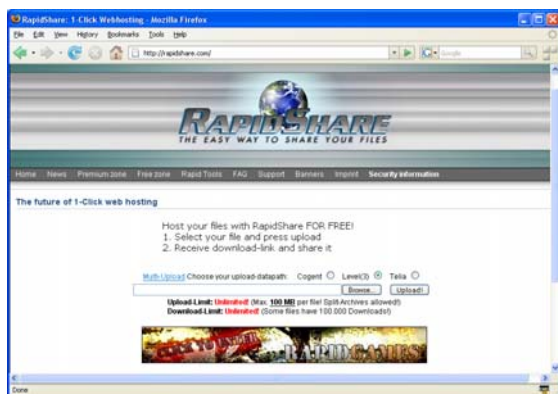 RapidShare: 1-Click Webhosting - Mozilla Firefox
File Edit View History Bookmarks Tools Help
http://rapidshare.com/
Google
RAPIDSHARE
THE EASY WAY TO SHARE YOUR FILES
Home News Premium zone Free zone Rapid Tools FAQ Support Banners Imprint Security information
The future of 1-Click web hosting
Host your files with RapidShare FOR FREE!
1. Select your file and press upload
2. Receive download-link and share it
Multi-Upload Choose your upload-datapath: Cogent Level(3) Telia
Browse... Upload!
Upload-Limit: Unlimited! (Max. 100 MB per file! Split-Archives allowed!)
Download-Limit: Unlimited! (Some files have 100.000 Downloads!)
CLICK TO ENTER RAPIDGAMES
Done